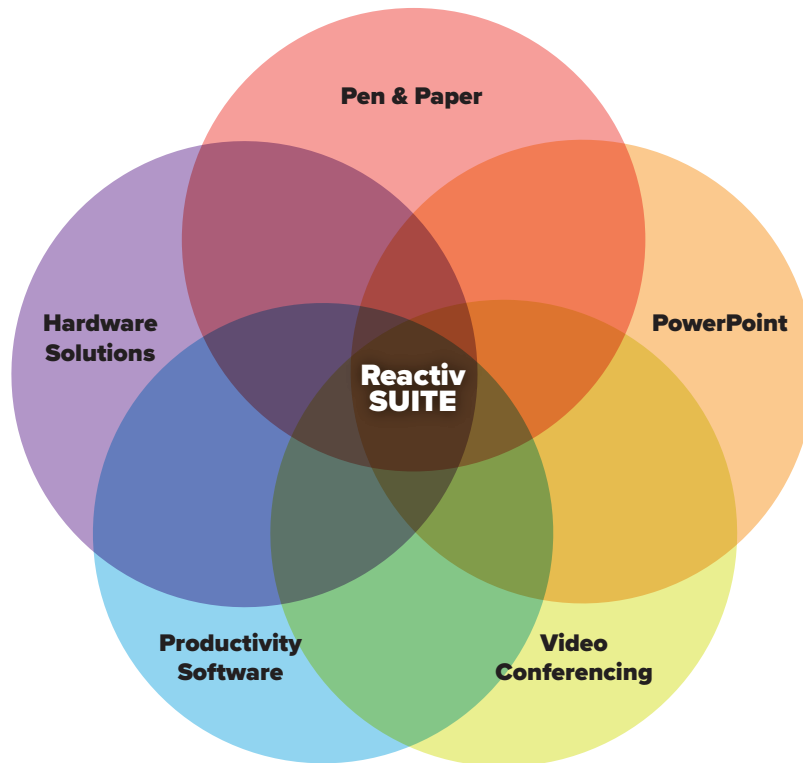 Pen & Paper
Hardware
Solutions
PowerPoint
Reactiv
SUITE
Productivity
Software
Video
Conferencing